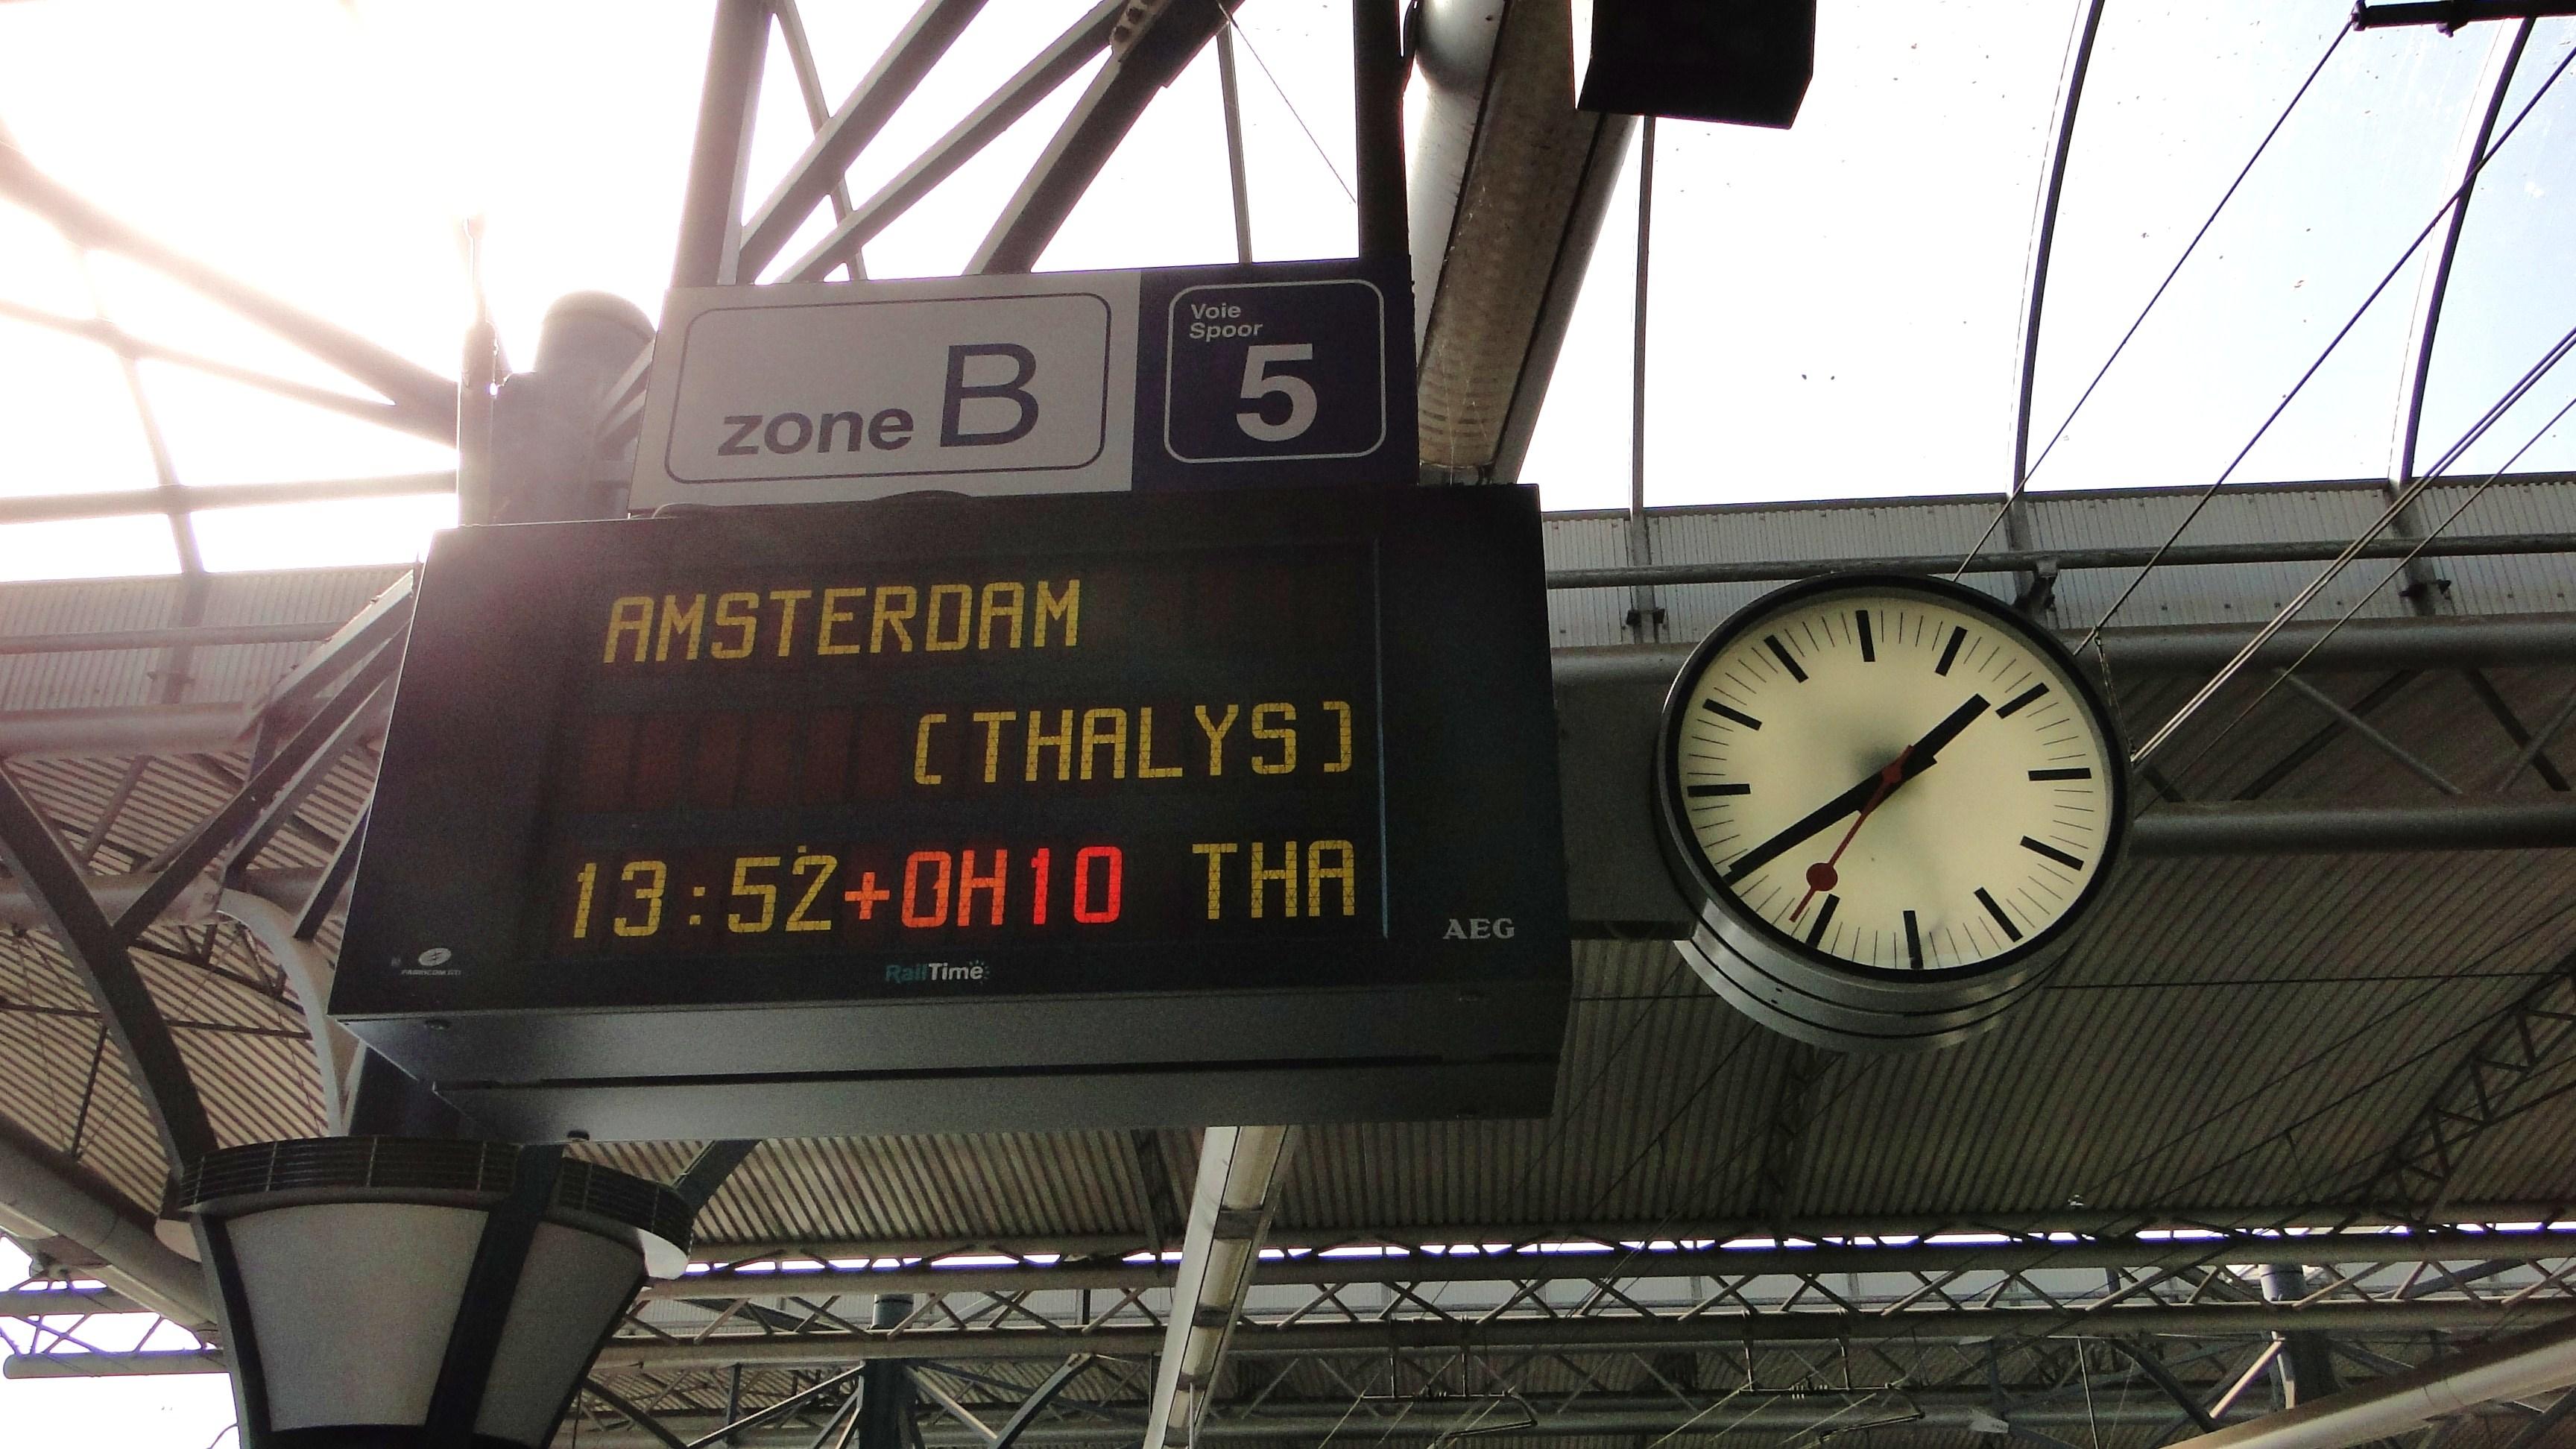 zone B
Voie
Spoor
5
AMSTERDAM
(THALYS)
13:52+0H10 THA
AEG
RailTime